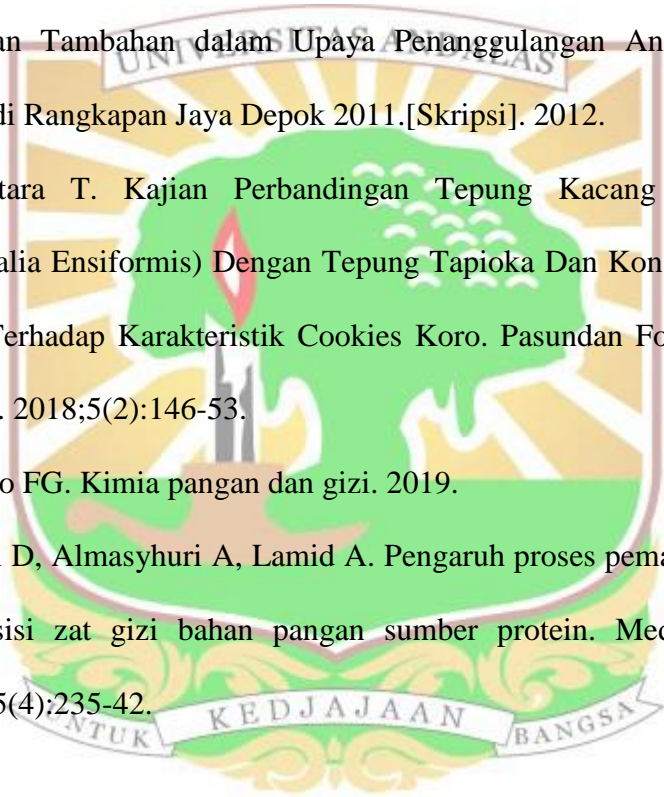 an Tambahan dalam Upaya Penanggulangan An
UNIVERSITAS ANDALAS
di Rangkapan Jaya Depok 2011.[Skripsi]. 2012.
tara T. Kajian Perbandingan Tepung Kacang
alia Ensiformis) Dengan Tepung Tapioka Dan Kon
Terhadap Karakteristik Cookies Koro. Pasundan Fo
. 2018;5(2):146-53.
o FG. Kimia pangan dan gizi. 2019.
D, Almasyhuri A, Lamid A. Pengaruh proses pema
sisi zat gizi bahan pangan sumber protein. Med
5(4):235-42.
UNTUK KEDJAJAAN BANGSA